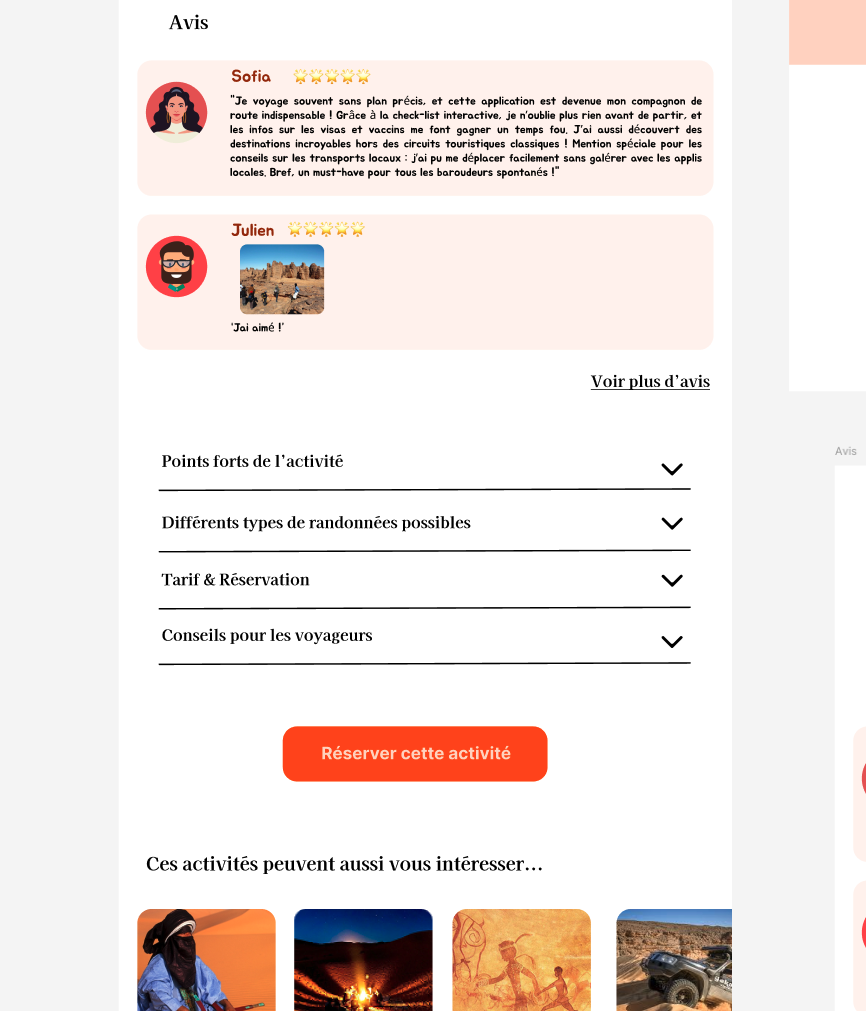 Avis
Sofia
"Je voyage souvent sans plan précis, et cette application est devenue mon compagnon de
route indispensable ! Grâce à la check-list interactive, je n'oublie plus rien avant de partir, et
les infos sur les visas et vaccins me font gagner un temps fou. J'ai aussi découvert des
destinations incroyables hors des circuits touristiques classiques ! Mention spéciale pour les
conseils sur les transports locaux : j'ai pu me déplacer facilement sans galérer avec les applis
locales. Bref, un must-have pour tous les baroudeurs spontanés !"
Julien
'Jai aimé !'
Voir plus d'avis
Avis
Points forts de l'activité
Différents types de randonnées possibles
Tarif & Réservation
Conseils pour les voyageurs
Réserver cette activité
Ces activités peuvent aussi vous intéresser...